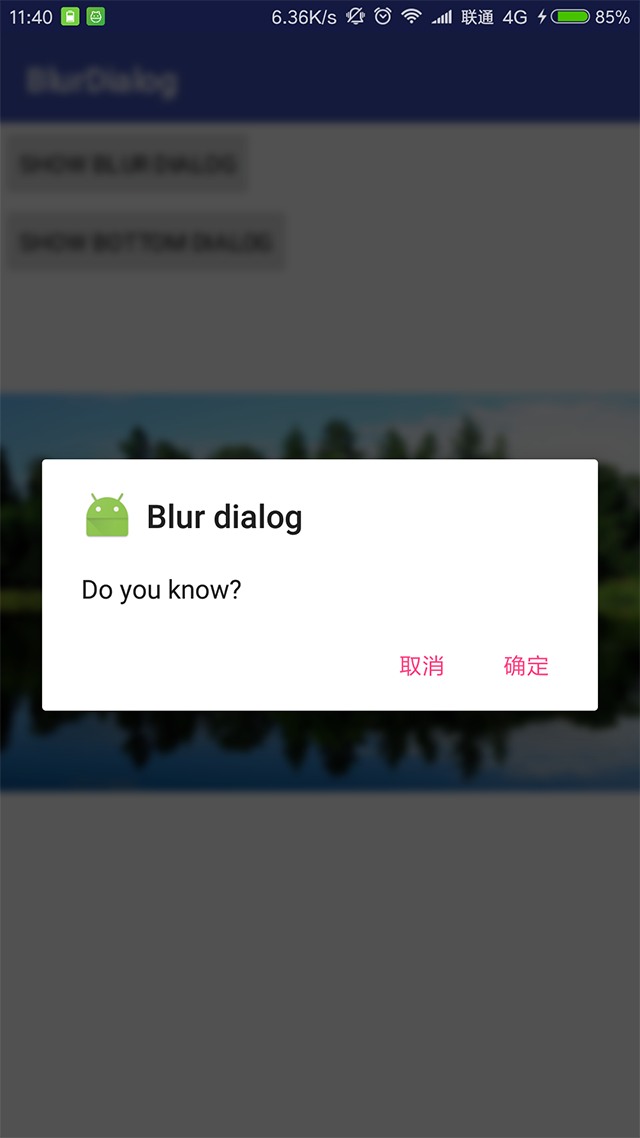 11:40 6.36K/s 联通 4G 85%
BlurDialog
SHOW BLUR DIALOG
SHOW BOTTOM DIALOG
Blur dialog
Do you know?
取消 确定